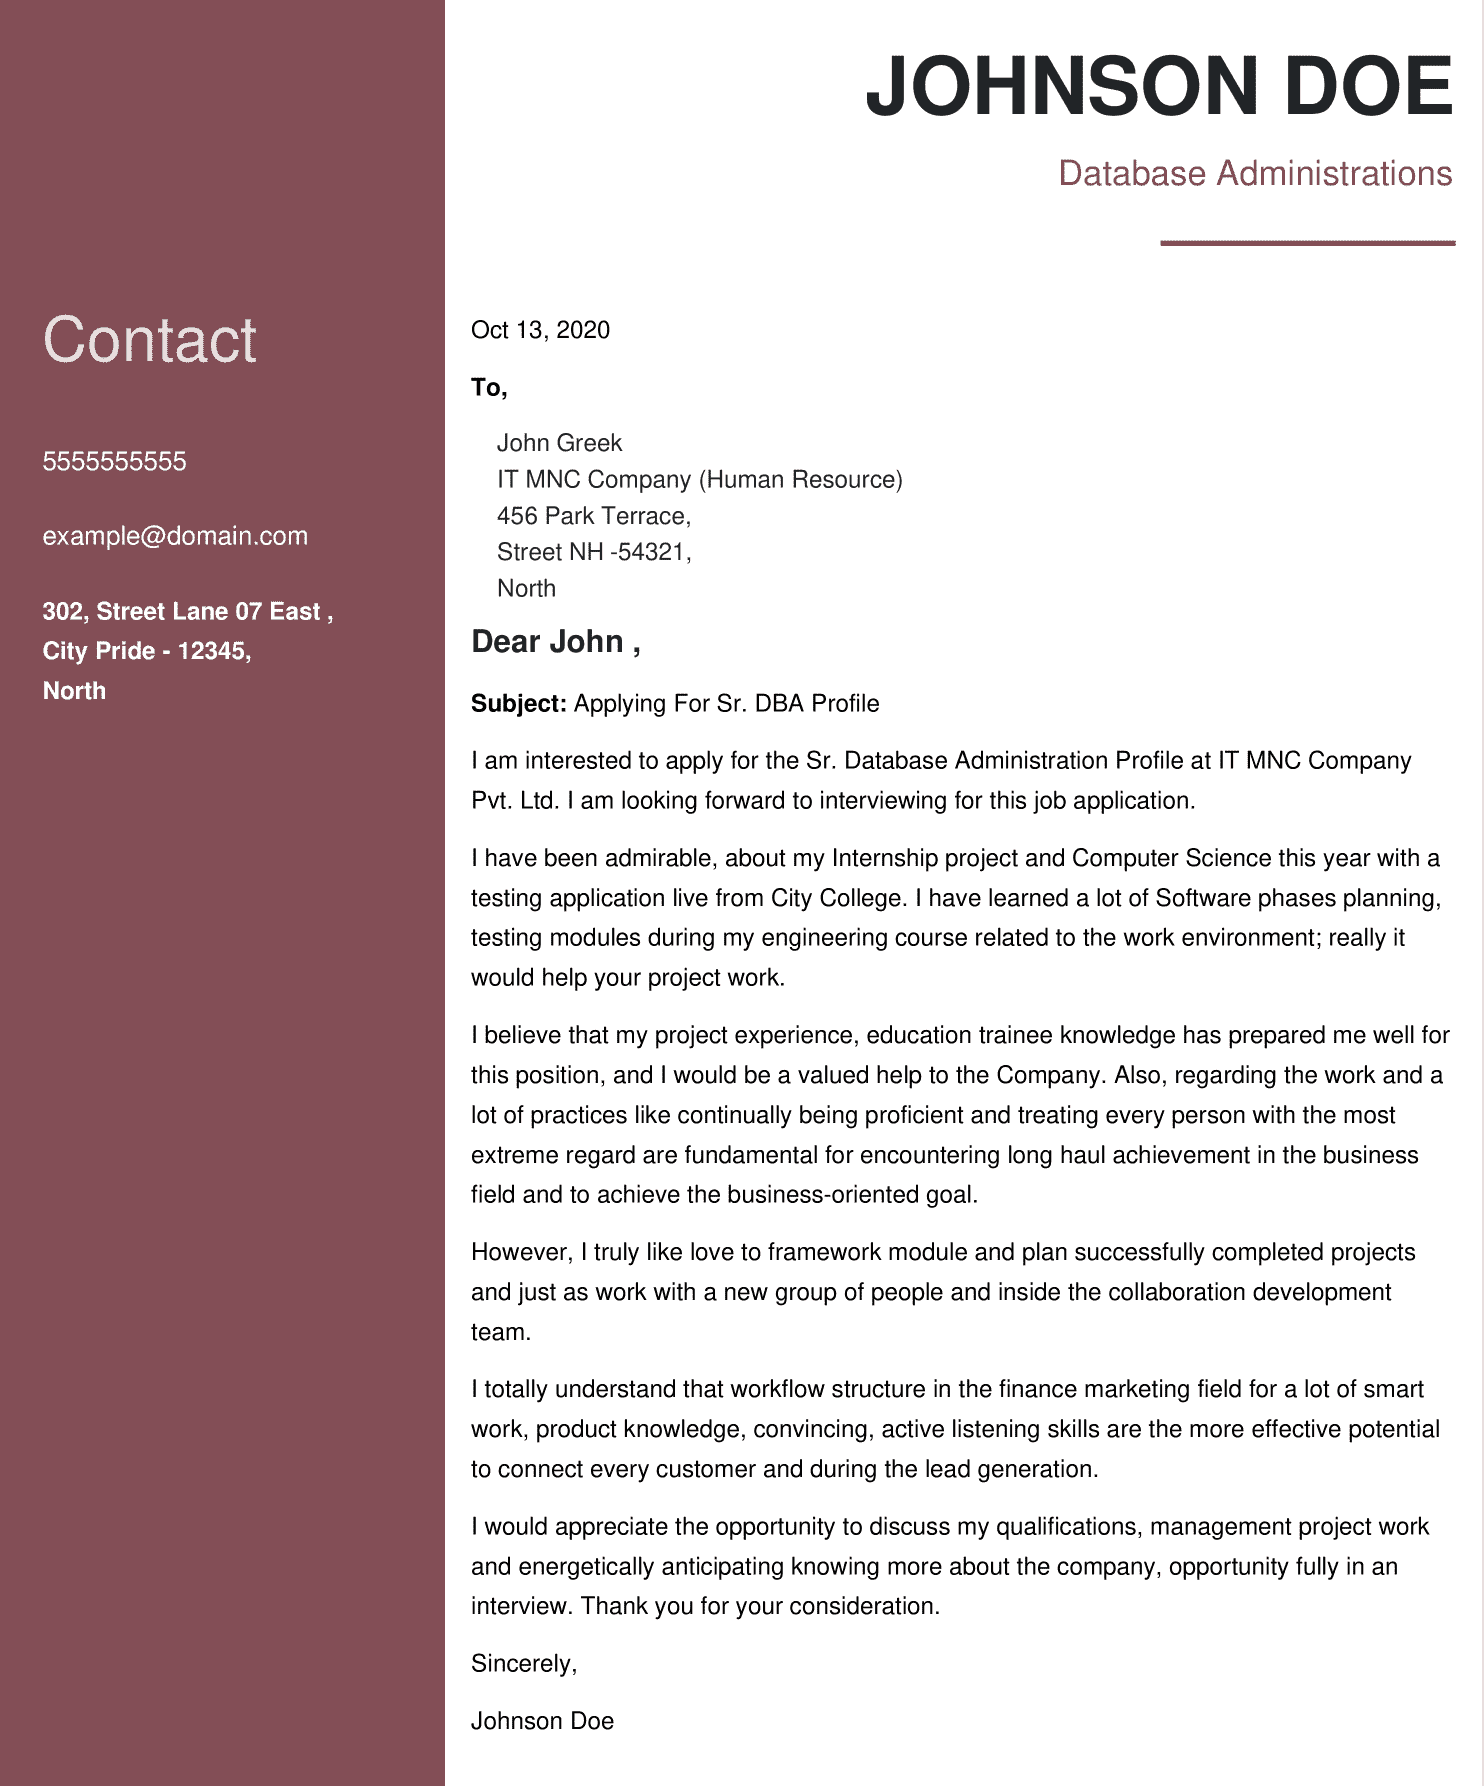 JOHNSON DOE
Database Administrations
Contact
5555555555
example@domain.com
302, Street Lane 07 East ,
City Pride - 12345,
North
Oct 13, 2020
To,
John Greek
IT MNC Company (Human Resource)
456 Park Terrace,
Street NH -54321,
North
Dear John ,
Subject: Applying For Sr. DBA Profile
I am interested to apply for the Sr. Database Administration Profile at IT MNC Company
Pvt. Ltd. I am looking forward to interviewing for this job application.
I have been admirable, about my Internship project and Computer Science this year with a
testing application live from City College. I have learned a lot of Software phases planning,
testing modules during my engineering course related to the work environment; really it
would help your project work.
I believe that my project experience, education trainee knowledge has prepared me well for
this position, and I would be a valued help to the Company. Also, regarding the work and a
lot of practices like continually being proficient and treating every person with the most
extreme regard are fundamental for encountering long haul achievement in the business
field and to achieve the business-oriented goal.
However, I truly like love to framework module and plan successfully completed projects
and just as work with a new group of people and inside the collaboration development
team.
I totally understand that workflow structure in the finance marketing field for a lot of smart
work, product knowledge, convincing, active listening skills are the more effective potential
to connect every customer and during the lead generation.
I would appreciate the opportunity to discuss my qualifications, management project work
and energetically anticipating knowing more about the company, opportunity fully in an
interview. Thank you for your consideration.
Sincerely,
Johnson Doe